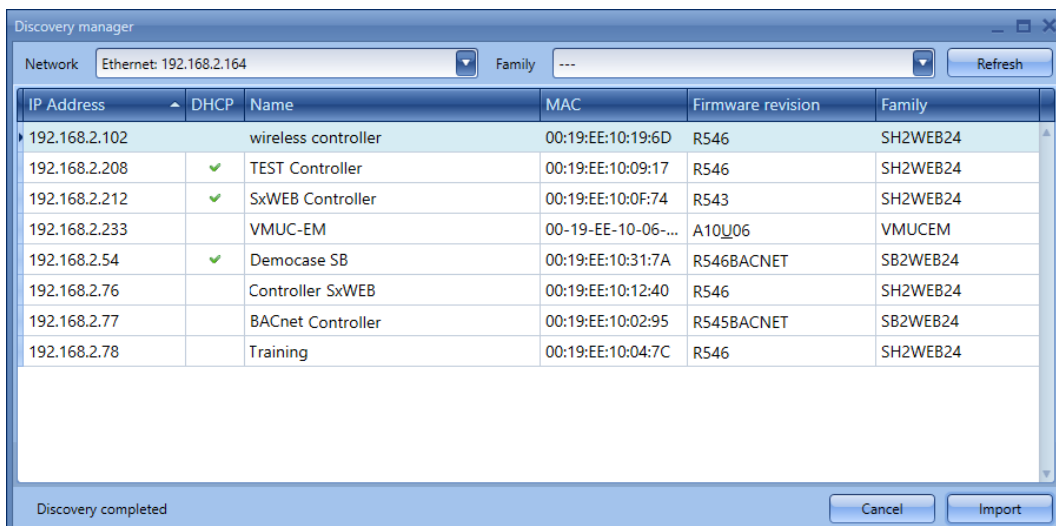 Discovery manager
Network Ethernet: 192.168.2.164 Family --- Refresh
IP Address DHCP Name MAC Firmware revision Family
192.168.2.102 wireless controller 00:19:EE:10:19:6D R546 SH2WEB24
192.168.2.208 TEST Controller 00:19:EE:10:09:17 R546 SH2WEB24
192.168.2.212 SxWEB Controller 00:19:EE:10:0F:74 R543 SH2WEB24
192.168.2.233 VMUC-EM 00-19-EE-10-06-... A10U06 VMUCEM
192.168.2.54 Democase SB 00:19:EE:10:31:7A R546BACNET SB2WEB24
192.168.2.76 Controller SxWEB 00:19:EE:10:12:40 R546 SH2WEB24
192.168.2.77 BACnet Controller 00:19:EE:10:02:95 R545BACNET SB2WEB24
192.168.2.78 Training 00:19:EE:10:04:7C R546 SH2WEB24
Discovery completed Cancel Import